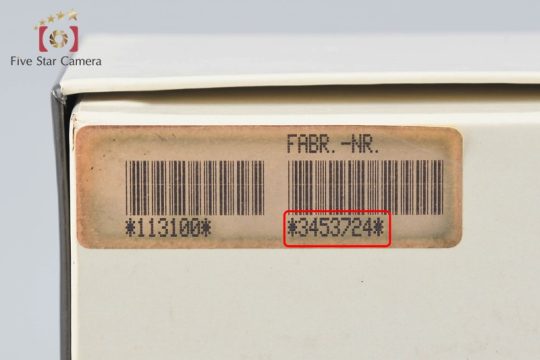 Five Star Camera
FABR.-NR.
*113100* *3453724*